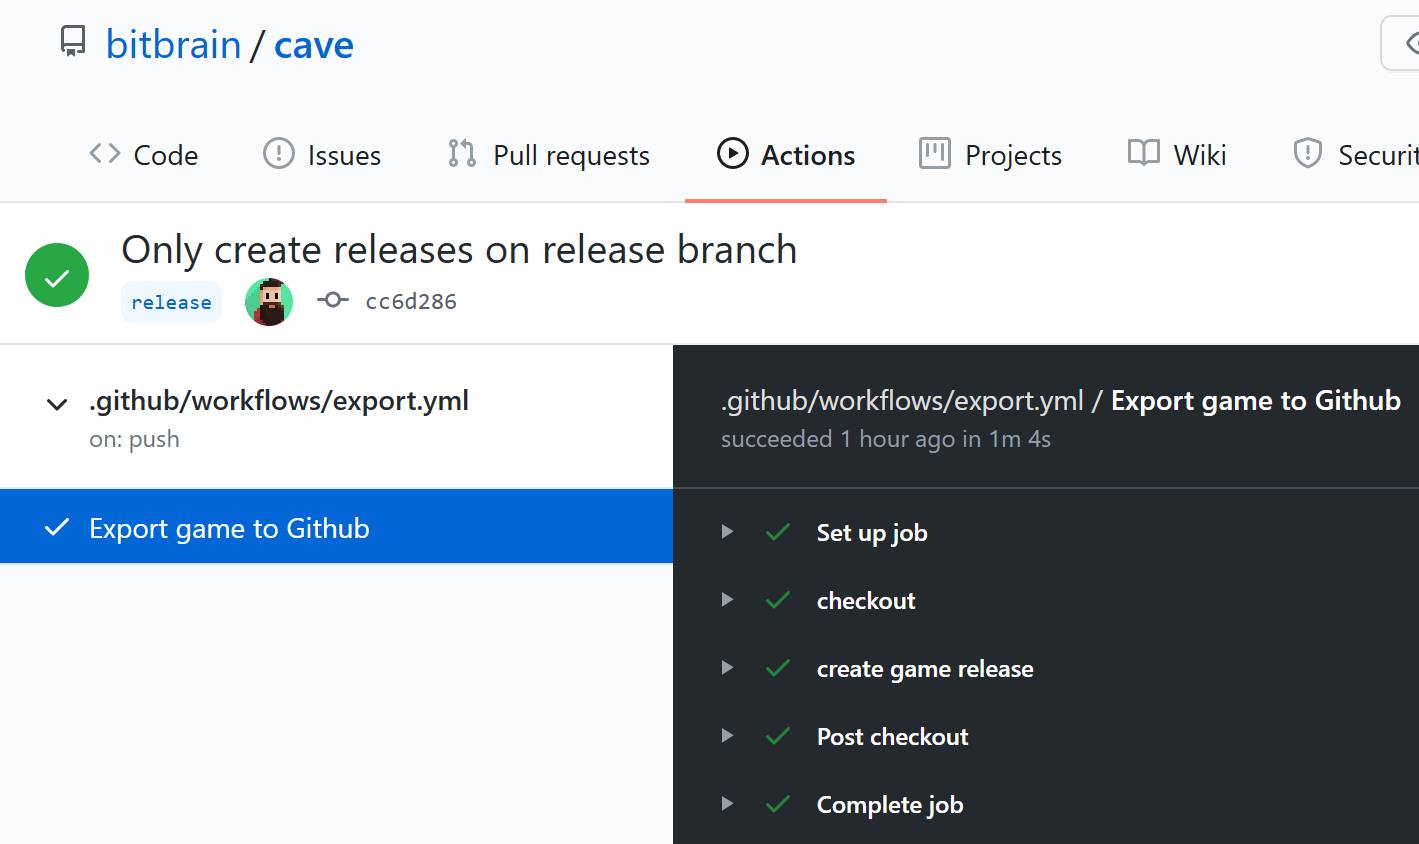 bitbrain / cave
Code Issues Pull requests Actions Projects Wiki Securit
Only create releases on release branch
release cc6d286
.github/workflows/export.yml
on: push
Export game to Github
.github/workflows/export.yml / Export game to Github
succeeded 1 hour ago in 1m 4s
Set up job
checkout
create game release
Post checkout
Complete job